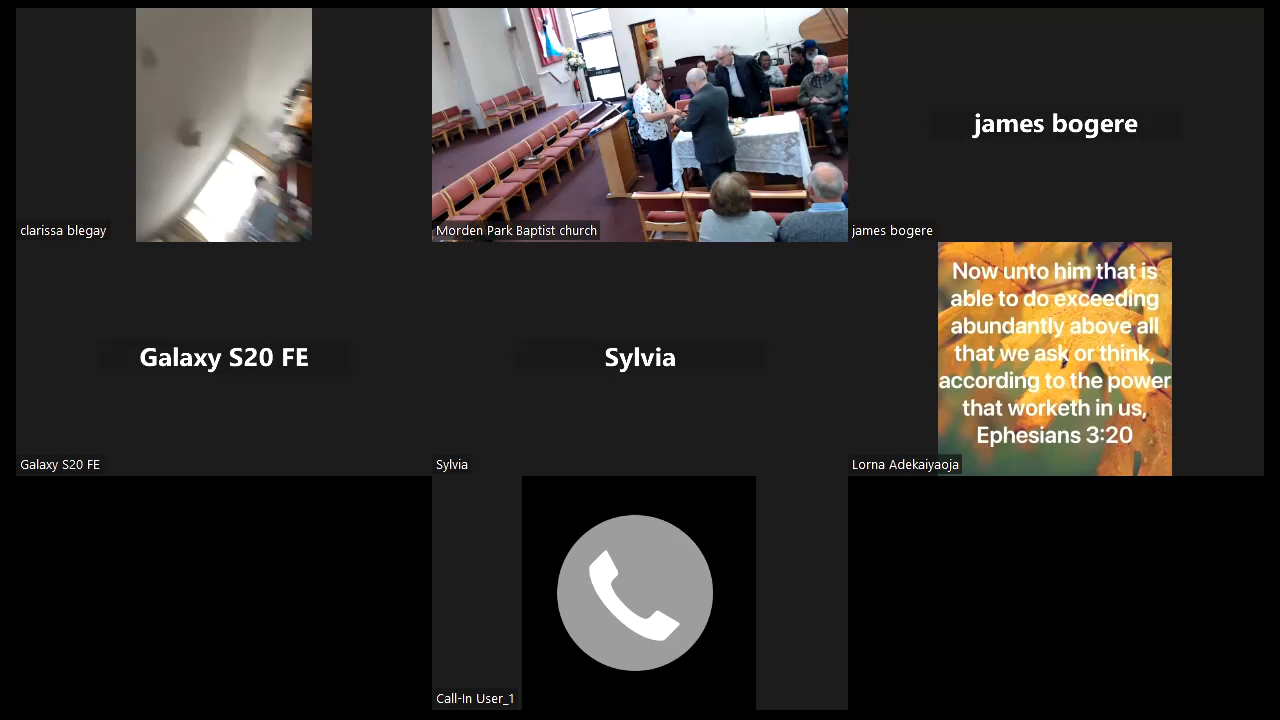 clarissa blegay
Morden Park Baptist church
james bogere
james bogere
Galaxy S20 FE
Galaxy S20 FE
Sylvia
Sylvia
Now unto him that is
able to do exceeding
abundantly above all
that we ask or think,
according to the power
that worketh in us,
Ephesians 3:20
Lorna Adekaiyaoja
Call-In User_1